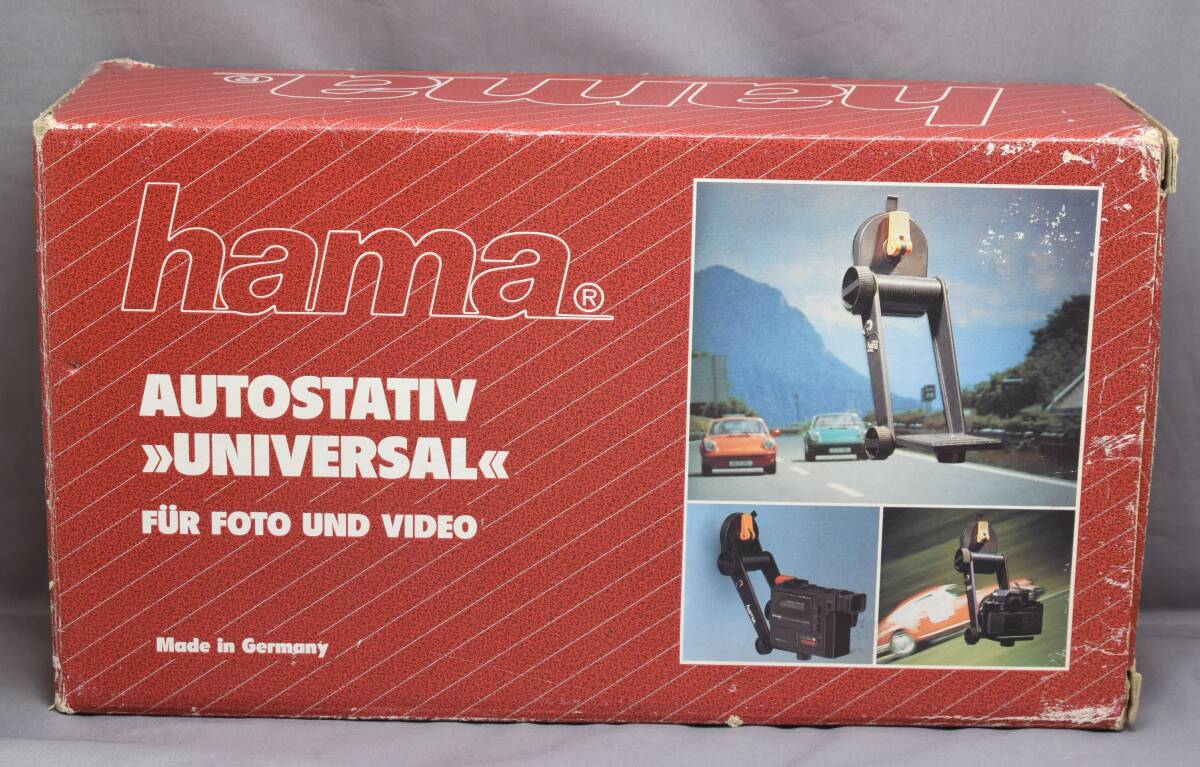 hama®
hama®
AUTOSTATIV
»UNIVERSAL«
FÜR FOTO UND VIDEO
Made in Germany